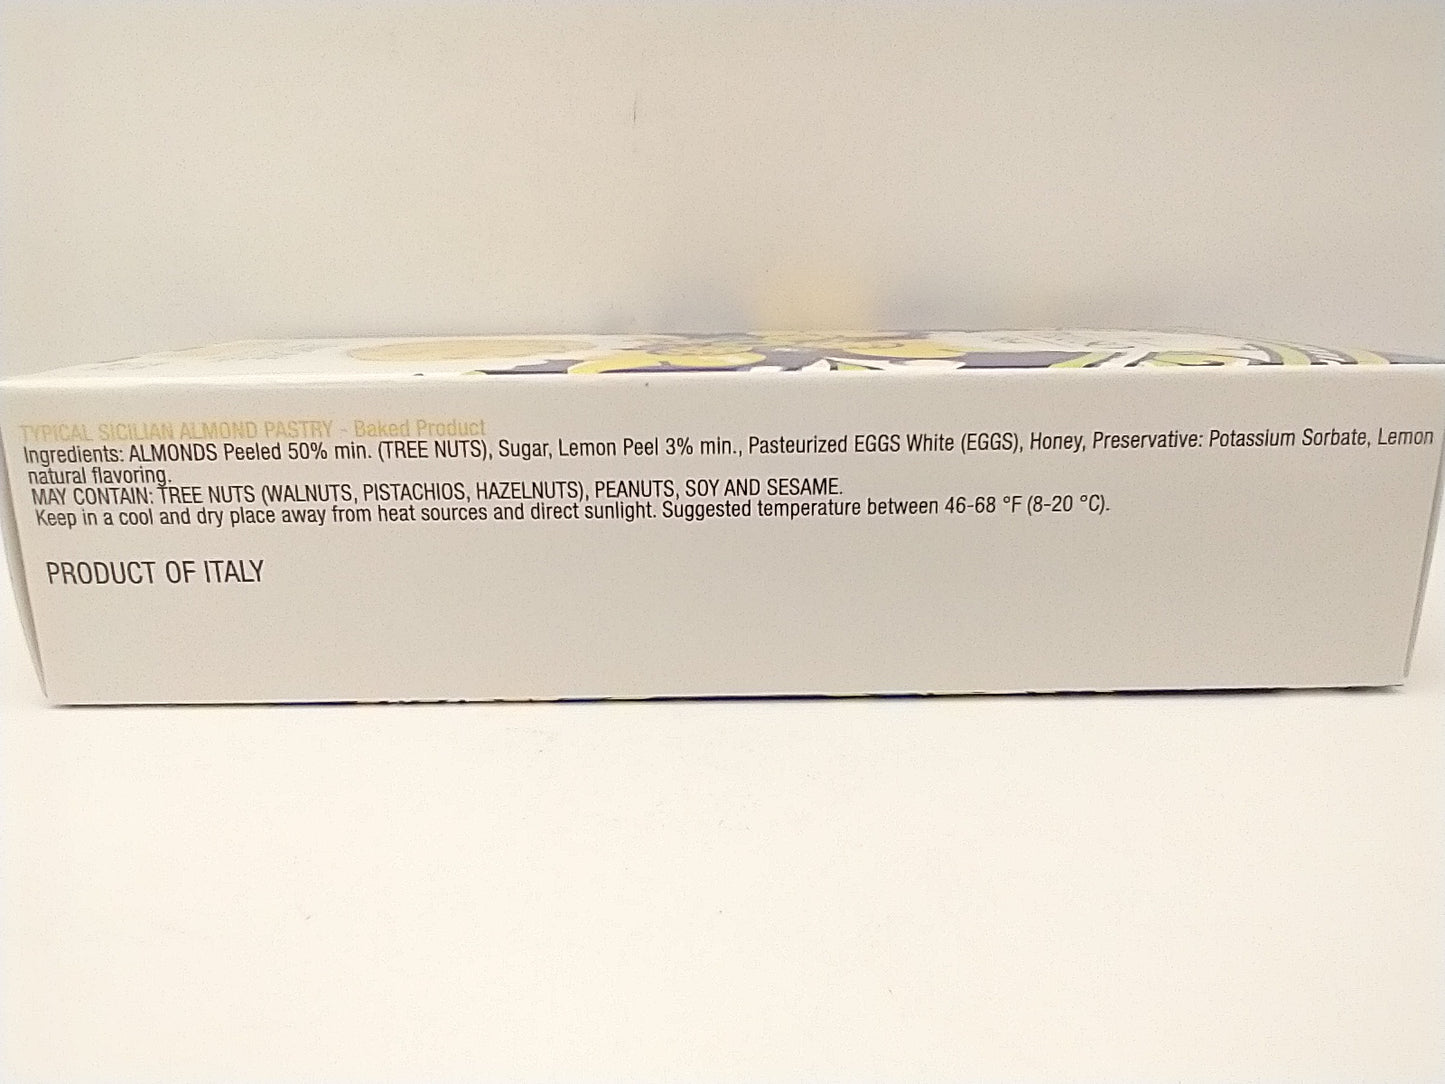 TYPICAL SICILIAN ALMOND PASTRY - Baked Product
Ingredients: ALMONDS Peeled 50% min. (TREE NUTS), Sugar, Lemon Peel 3% min., Pasteurized EGGS White (EGGS), Honey, Preservative: Potassium Sorbate, Lemon
natural flavoring.
MAY CONTAIN: TREE NUTS (WALNUTS, PISTACHIOS, HAZELNUTS), PEANUTS, SOY AND SESAME.
Keep in a cool and dry place away from heat sources and direct sunlight. Suggested temperature between 46-68 °F (8-20 °C).
PRODUCT OF ITALY